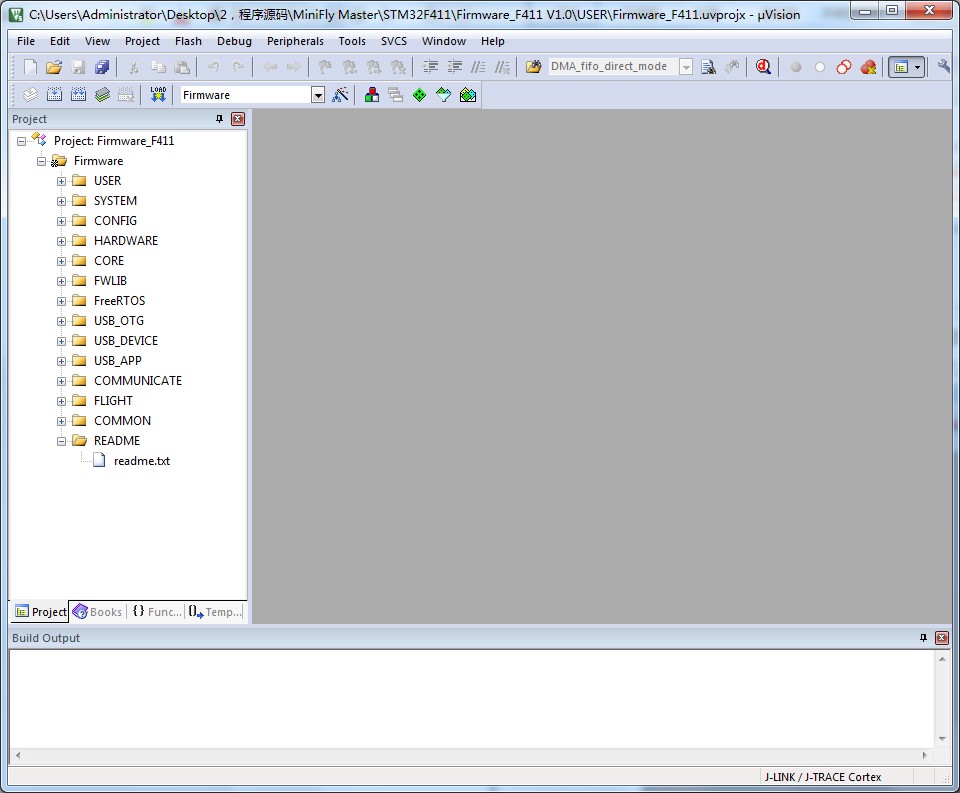 C:\Users\Administrator\Desktop\2，程序源码\MiniFly Master\STM32F411\Firmware_F411 V1.0\USER\Firmware_F411.uvprojx - µVision
File Edit View Project Flash Debug Peripherals Tools SVCS Window Help
DMA_fifo_direct_mode
LOAD Firmware
Project
Project: Firmware_F411
Firmware
USER
SYSTEM
CONFIG
HARDWARE
CORE
FWLIB
FreeRTOS
USB_OTG
USB_DEVICE
USB_APP
COMMUNICATE
FLIGHT
COMMON
README
readme.txt
Project Books {} Func... Temp...
Build Output
J-LINK / J-TRACE Cortex